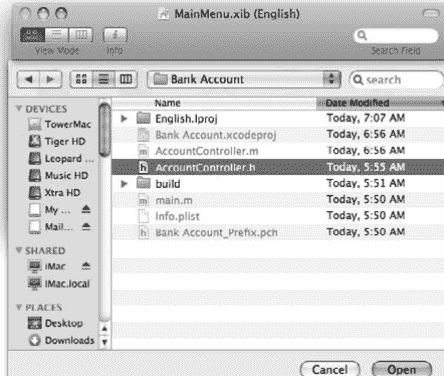 MainMenu.xib (English)
View Mode Info Search Field
Bank Account search
Name Date Modified
DEVICES
TowerMac
Tiger HD
Leopard ...
Music HD
Xtra HD
My ...
Mail...
SHARED
iMac
iMac.local
PLACES
Desktop
Downloads
English.lproj Today, 7:07 AM
Bank Account.xcodeproj Today, 6:56 AM
AccountController.m Today, 6:56 AM
AccountController.h Today, 5:55 AM
build Today, 5:51 AM
main.m Today, 5:50 AM
Info.plist Today, 5:50 AM
Bank Account_Prefix.pch Today, 5:50 AM
Cancel Open